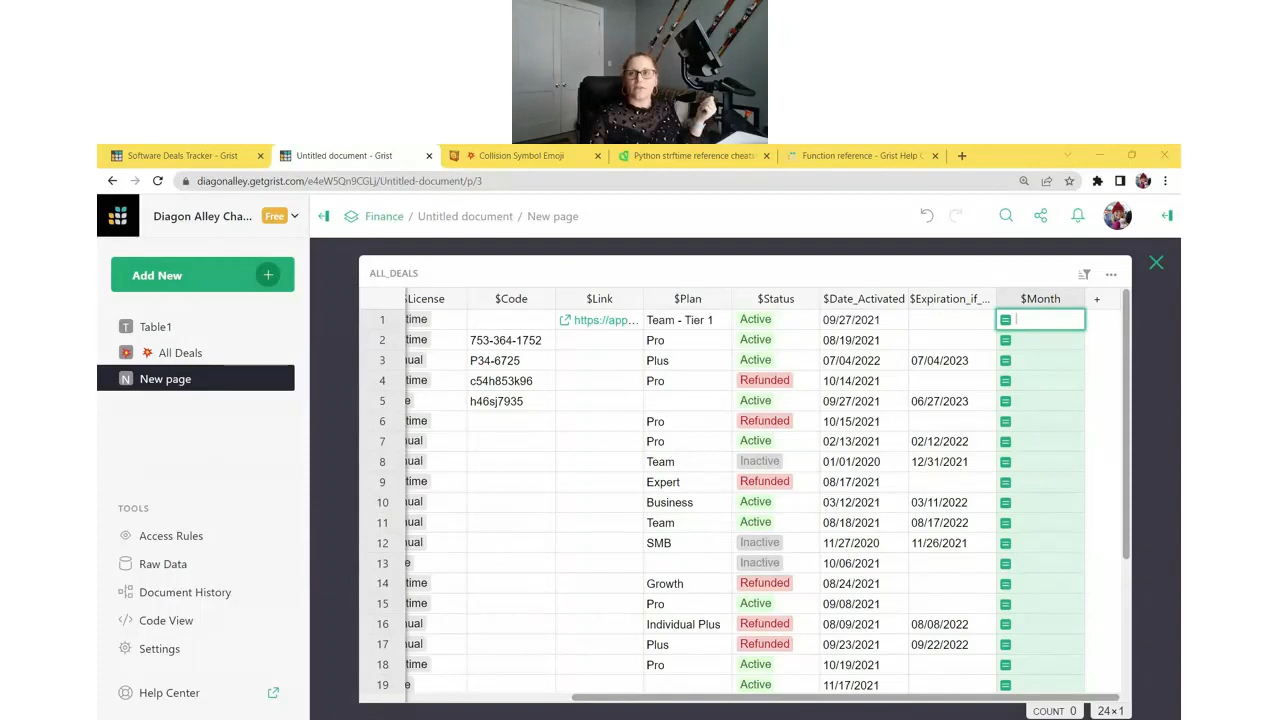 Software Deals Tracker - Grist
Untitled document - Grist
Collision Symbol Emoji
Python strftime reference cheats
Function reference - Grist Help C
diagonalley.getgrist.com/e4eW5Qn9CGLj/Untitled-document/p/3
Diagon Alley Cha... Free
Finance / Untitled document / New page
Add New
Table1
All Deals
N New page
TOOLS
Access Rules
Raw Data
Document History
Code View
Settings
Help Center
ALL_DEALS
License $Code $Link $Plan $Status $Date_Activated $Expiration_if_... $Month +
1 time https://app... Team - Tier 1 Active 09/27/2021
2 time 753-364-1752 Pro Active 08/19/2021
3 nual P34-6725 Plus Active 07/04/2022 07/04/2023
4 time c54h853k96 Pro Refunded 10/14/2021
5 e h46sj7935 Active 09/27/2021 06/27/2023
6 time Pro Refunded 10/15/2021
7 nual Pro Active 02/13/2021 02/12/2022
8 nual Team Inactive 01/01/2020 12/31/2021
9 time Expert Refunded 08/17/2021
10 nual Business Active 03/12/2021 03/11/2022
11 nual Team Active 08/18/2021 08/17/2022
12 nual SMB Inactive 11/27/2020 11/26/2021
13 e Inactive 10/06/2021
14 time Growth Refunded 08/24/2021
15 time Pro Active 09/08/2021
16 nual Individual Plus Refunded 08/09/2021 08/08/2022
17 nual Plus Refunded 09/23/2021 09/22/2022
18 time Pro Active 10/19/2021
19 e Active 11/17/2021
COUNT 0 24×1